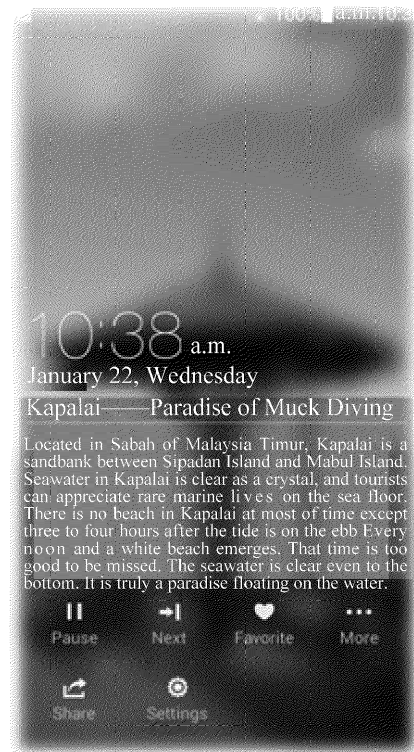 100% a.m.10:3
10:38 a.m.
January 22, Wednesday
Kapalai——Paradise of Muck Diving
Located in Sabah of Malaysia Timur, Kapalai is a
sandbank between Sipadan Island and Mabul Island.
Seawater in Kapalai is clear as a crystal, and tourists
can appreciate rare marine lives on the sea floor.
There is no beach in Kapalai at most of time except
three to four hours after the tide is on the ebb Every
noon and a white beach emerges. That time is too
good to be missed. The seawater is clear even to the
bottom. It is truly a paradise floating on the water.
Pause Next Favorite More
Share Settings